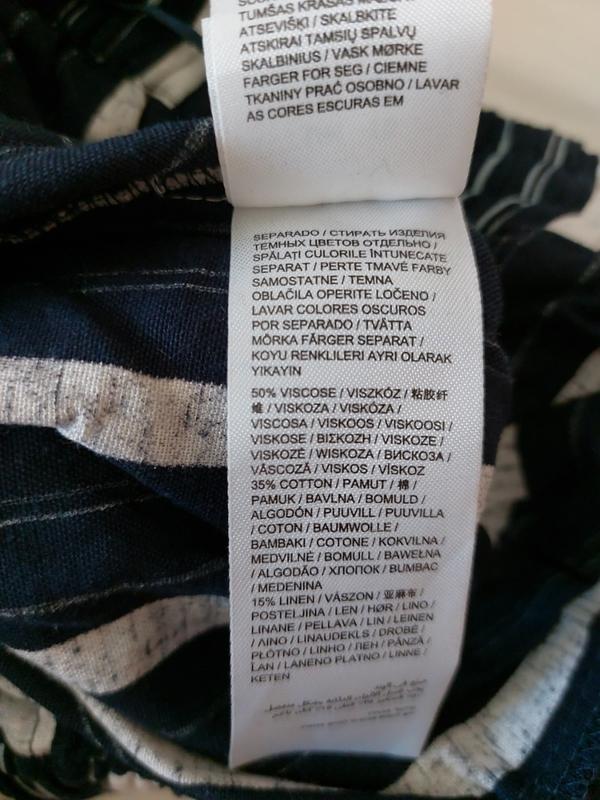 TUMŠAS KRASAS
ATSEVIŠĶI / SKALBKITE
ATSKIRAI TAMSIŲ SPALVŲ
SKALBINIUS / VASK MØRKE
FARGER FOR SEG / CIEMNE
TKANINY PRAĆ OSOBNO / LAVAR
AS CORES ESCURAS EM
SEPARADO / СТИРАТЬ ИЗДЕЛИЯ
ТЕМНЫХ ЦВЕТОВ ОТДЕЛЬНО /
SPĂLAȚI CULORILE ÎNTUNECATE
SEPARAT / PERTE TMAVÉ FARBY
SAMOSTATNE / TEMNA
OBLAČILA OPERITE LOČENO /
LAVAR COLORES OSCUROS
POR SEPARADO / TVÄTTA
MÖRKA FÄRGER SEPARAT /
KOYU RENKLILERI AYRI OLARAK
YIKAYIN
50% VISCOSE / VISZKÓZ / 粘胶纤
维 / VISKOZA / VISKÓZA /
VISCOSA / VISKOOS / VISKOOSI /
VISKOSE / ΒΙΣΚΟΖΗ / VISKOZE /
VISKOZĖ / WISKOZA / ВИСКОЗА /
VÂSCOZĂ / VISKOS / VİSKOZ
35% COTTON / PAMUT / 棉 /
PAMUK / BAVLNA / BOMULD /
ALGODÓN / PUUVILL / PUUVILLA
/ COTON / BAUMWOLLE /
ΒΑΜΒΑΚΙ / COTONE / KOKVILNA /
MEDVILNĖ / BOMULL / BAWEŁNA
/ ALGODÃO / ХЛОПОК / BUMBAC
/ MEDENINA
15% LINEN / VÁSZON / 亚麻布 /
POSTELJINA / LEN / HØR / LINO /
LINANE / PELLAVA / LIN / LEINEN
/ ΛΙΝΟ / LINAUDEKLS / DROBĖ /
PŁÓTNO / LINHO / ЛЕН / PÂNZĂ /
ĽAN / LANENO PLATNO / LINNE /
KETEN